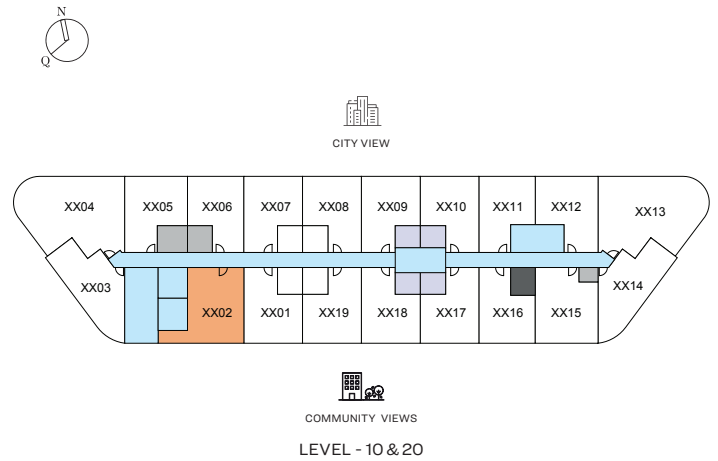 N
Q
CITY VIEW
XX04 XX05 XX06 XX07 XX08 XX09 XX10 XX11 XX12 XX13
XX03 XX14
XX02 XX01 XX19 XX18 XX17 XX16 XX15
COMMUNITY VIEWS
LEVEL - 10 & 20